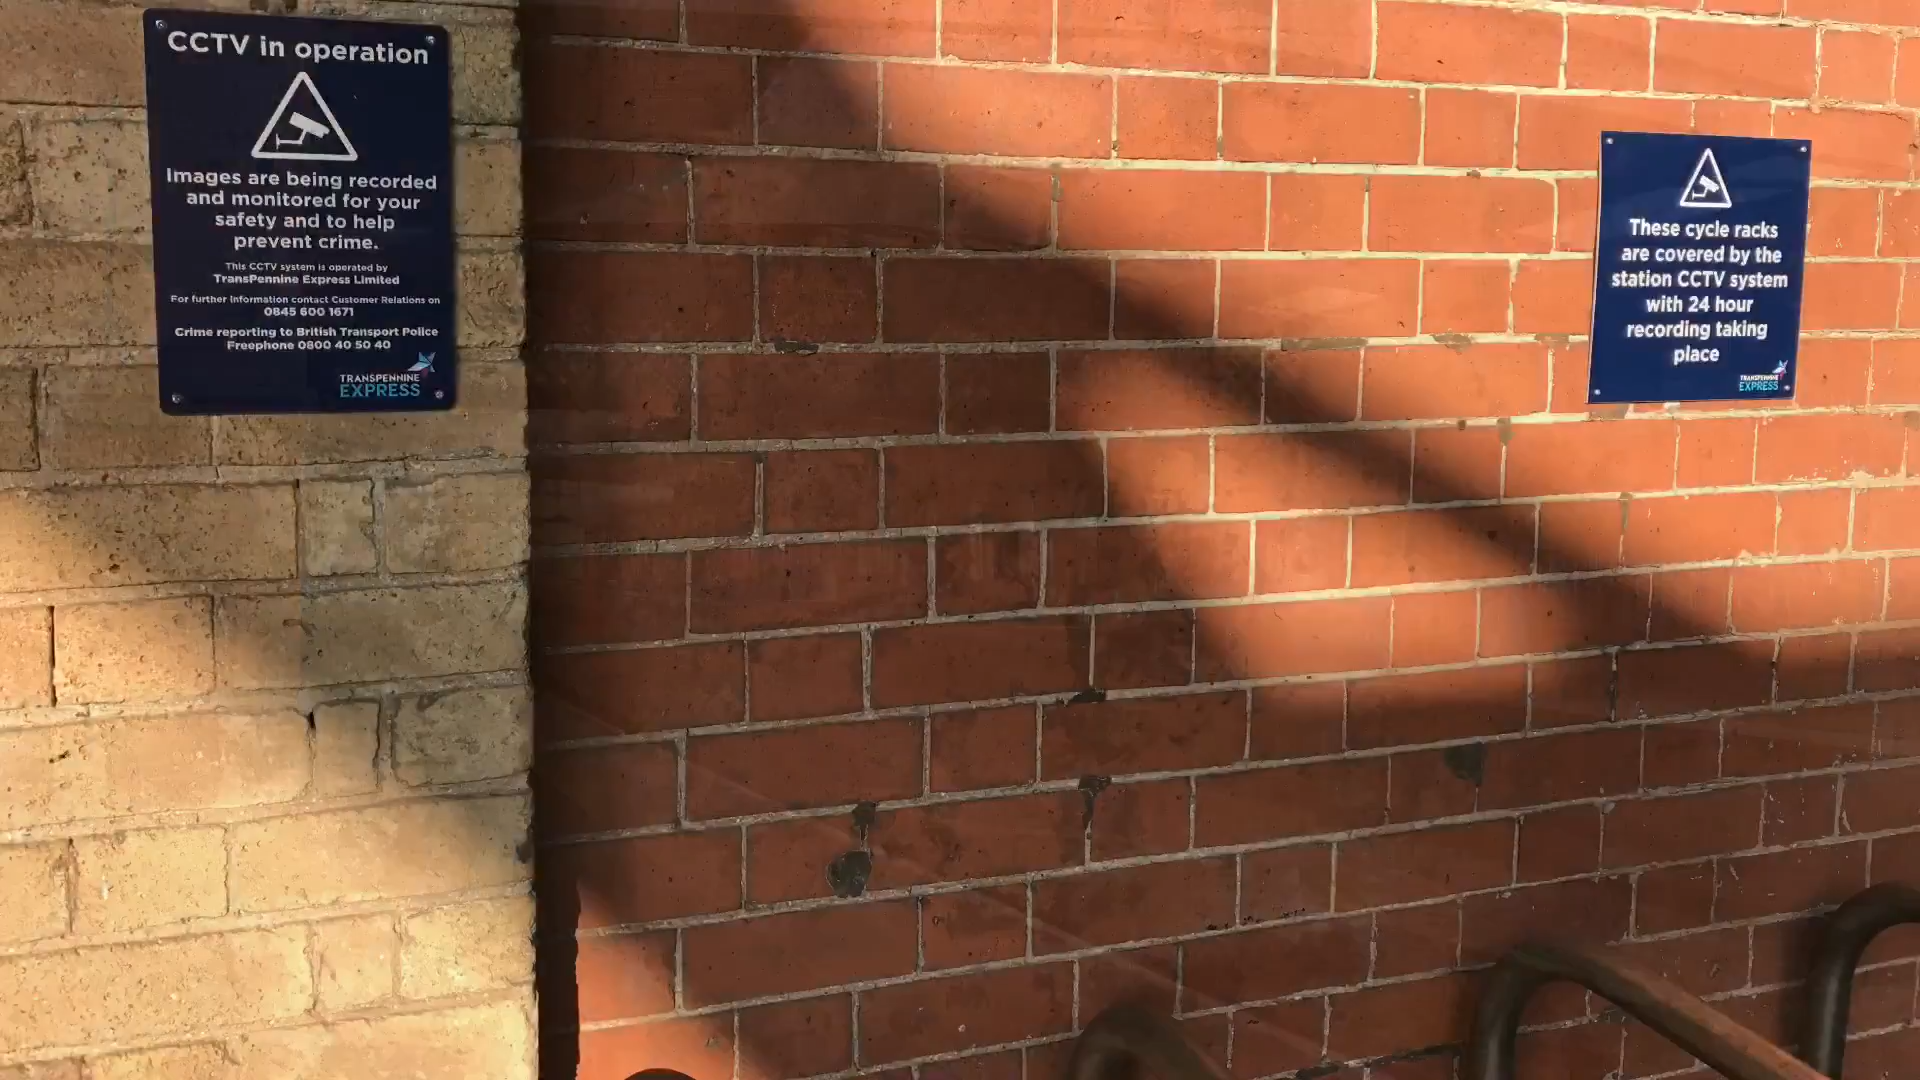 CCTV in operation
Images are being recorded
and monitored for your
safety and to help
prevent crime.
This CCTV system is operated by
TransPennine Express Limited
For further information contact Customer Relations on
0845 600 1671
Crime reporting to British Transport Police
Freephone 0800 40 50 40
TRANSPENNINE
EXPRESS
These cycle racks
are covered by the
station CCTV system
with 24 hour
recording taking
place
TRANSPENNINE
EXPRESS